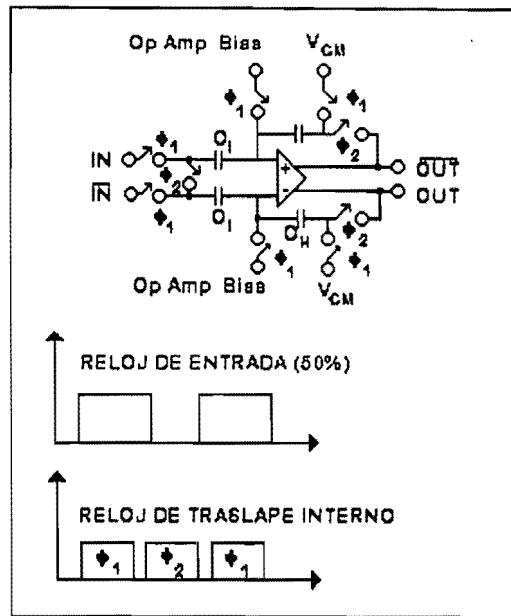 Op Amp Bias
V_CM
Φ₁
Φ₁
Φ₂
IN
Φ₁
C_I
Φ₂
+
OUT
IN
Φ₁
C_I
-
OUT
C_H
Φ₂
Φ₁
Φ₁
Op Amp Bias
V_CM
RELOJ DE ENTRADA (50%)
RELOJ DE TRASLAPE INTERNO
Φ₁ Φ₂ Φ₁